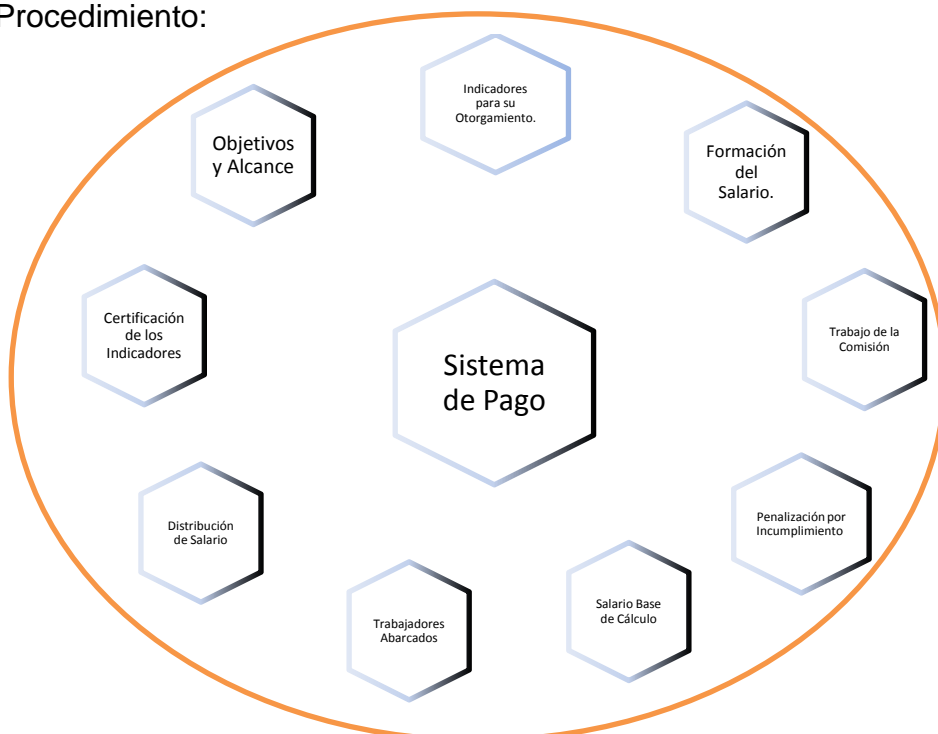 Procedimiento:
Indicadores
para su
Otorgamiento.
Objetivos
y Alcance
Formación
del
Salario.
Certificación
de los
Indicadores
Sistema
de Pago
Trabajo de la
Comisión
Distribución
de Salario
Penalización por
Incumplimiento
Trabajadores
Abarcados
Salario Base
de Cálculo